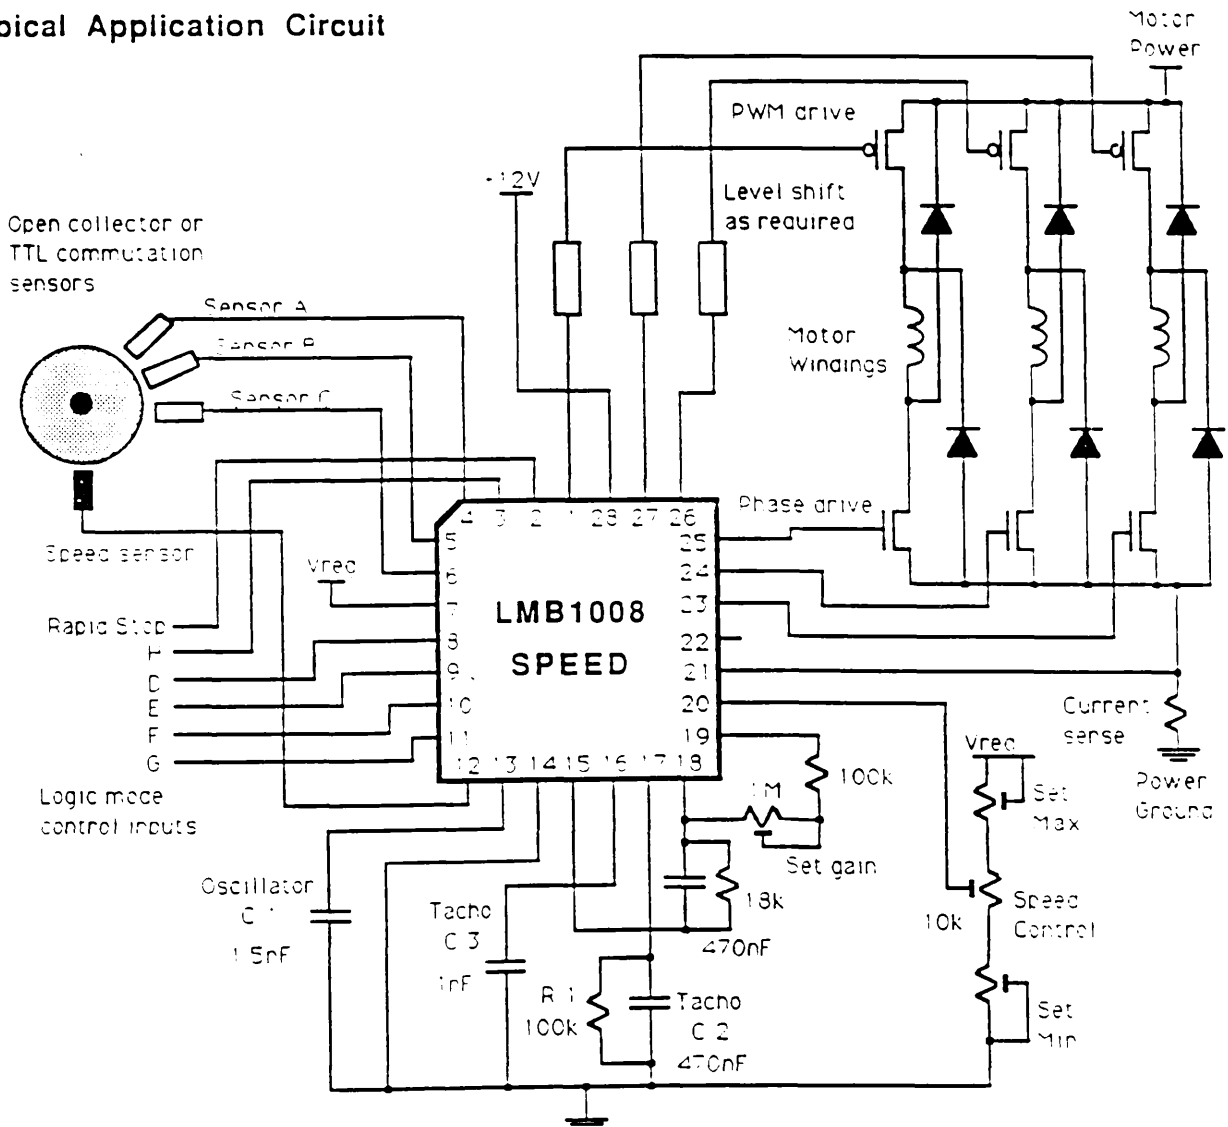 pical Application Circuit
Motor
Power
PWM drive
+12V
Level shift
as required
Open collector or
TTL commutation
sensors
Sensor A
Sensor B
Sensor C
Motor
Windings
Speed sensor
Vreg
Phase drive
4 3 2 1 28 27 26
5
6
7
8
9
10
11
25
24
23
22
21
20
19
LMB1008
SPEED
12 13 14 15 16 17 18
Rapid Stop
H
D
E
F
G
Logic mode
control inputs
Current
sense
Power
Ground
Vreg
Set
Max
100k
1M
Set gain
18k
470nF
10k
Speed
Control
Set
Min
Oscillator
C 1
1.5nF
Tacho
C 3
1nF
R 1
100k
Tacho
C 2
470nF